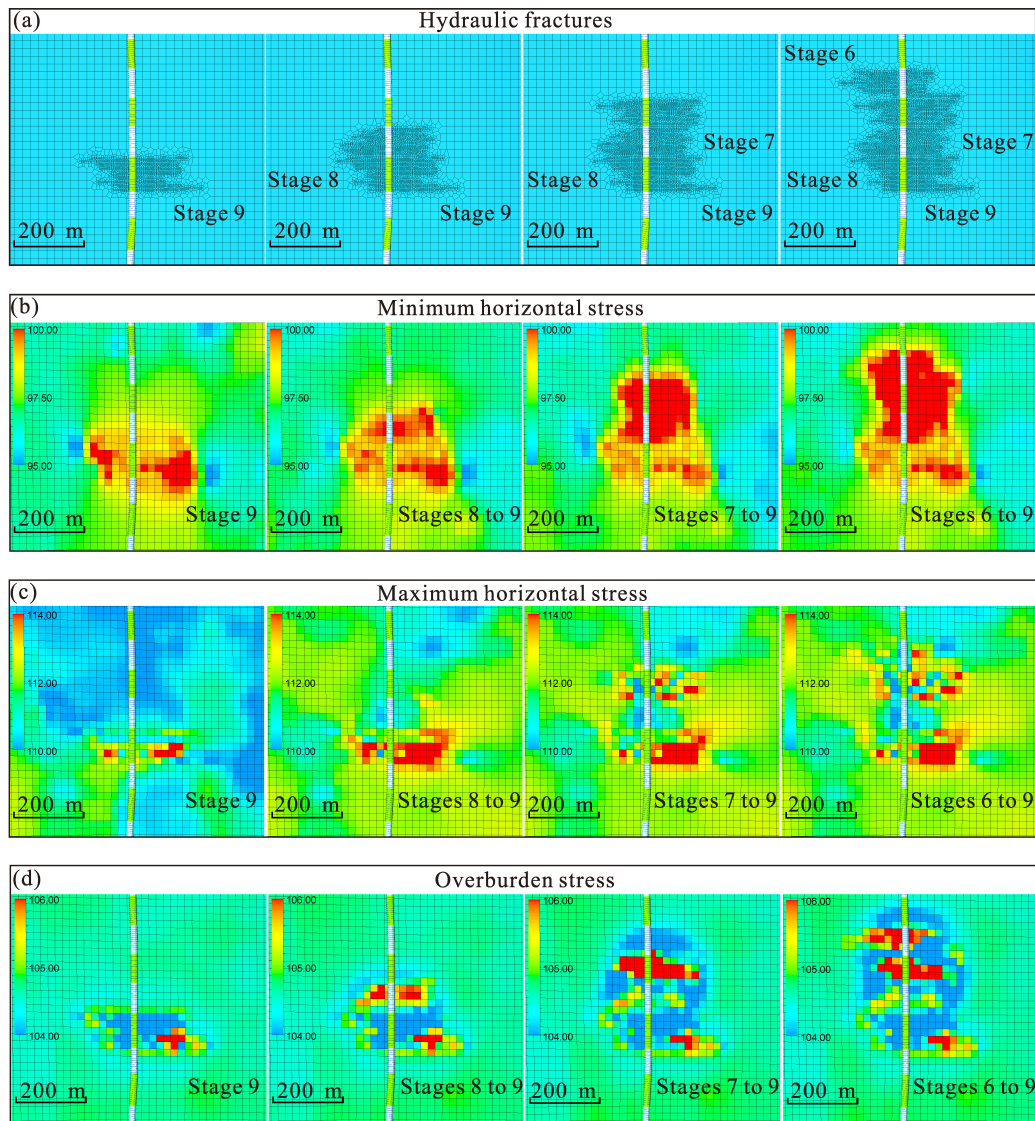 (a) Hydraulic fractures
Stage 9
200 m
Stage 8
Stage 9
200 m
Stage 7
Stage 8
Stage 9
200 m
Stage 6
Stage 7
Stage 8
Stage 9
200 m
(b) Minimum horizontal stress
100.00
97.50
95.00
200 m
Stage 9
100.00
97.50
95.00
200 m
Stages 8 to 9
100.00
97.50
95.00
200 m
Stages 7 to 9
100.00
97.50
95.00
200 m
Stages 6 to 9
(c) Maximum horizontal stress
114.00
112.00
110.00
200 m
Stage 9
114.00
112.00
110.00
200 m
Stages 8 to 9
114.00
112.00
110.00
200 m
Stages 7 to 9
114.00
112.00
110.00
200 m
Stages 6 to 9
(d) Overburden stress
106.00
105.00
104.00
200 m
Stage 9
106.00
105.00
104.00
200 m
Stages 8 to 9
106.00
105.00
104.00
200 m
Stages 7 to 9
106.00
105.00
104.00
200 m
Stages 6 to 9